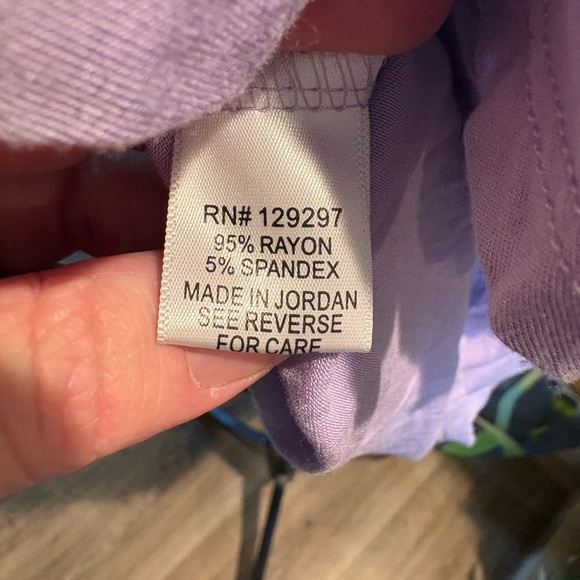 RN# 129297
95% RAYON
5% SPANDEX
MADE IN JORDAN
SEE REVERSE
FOR CARE